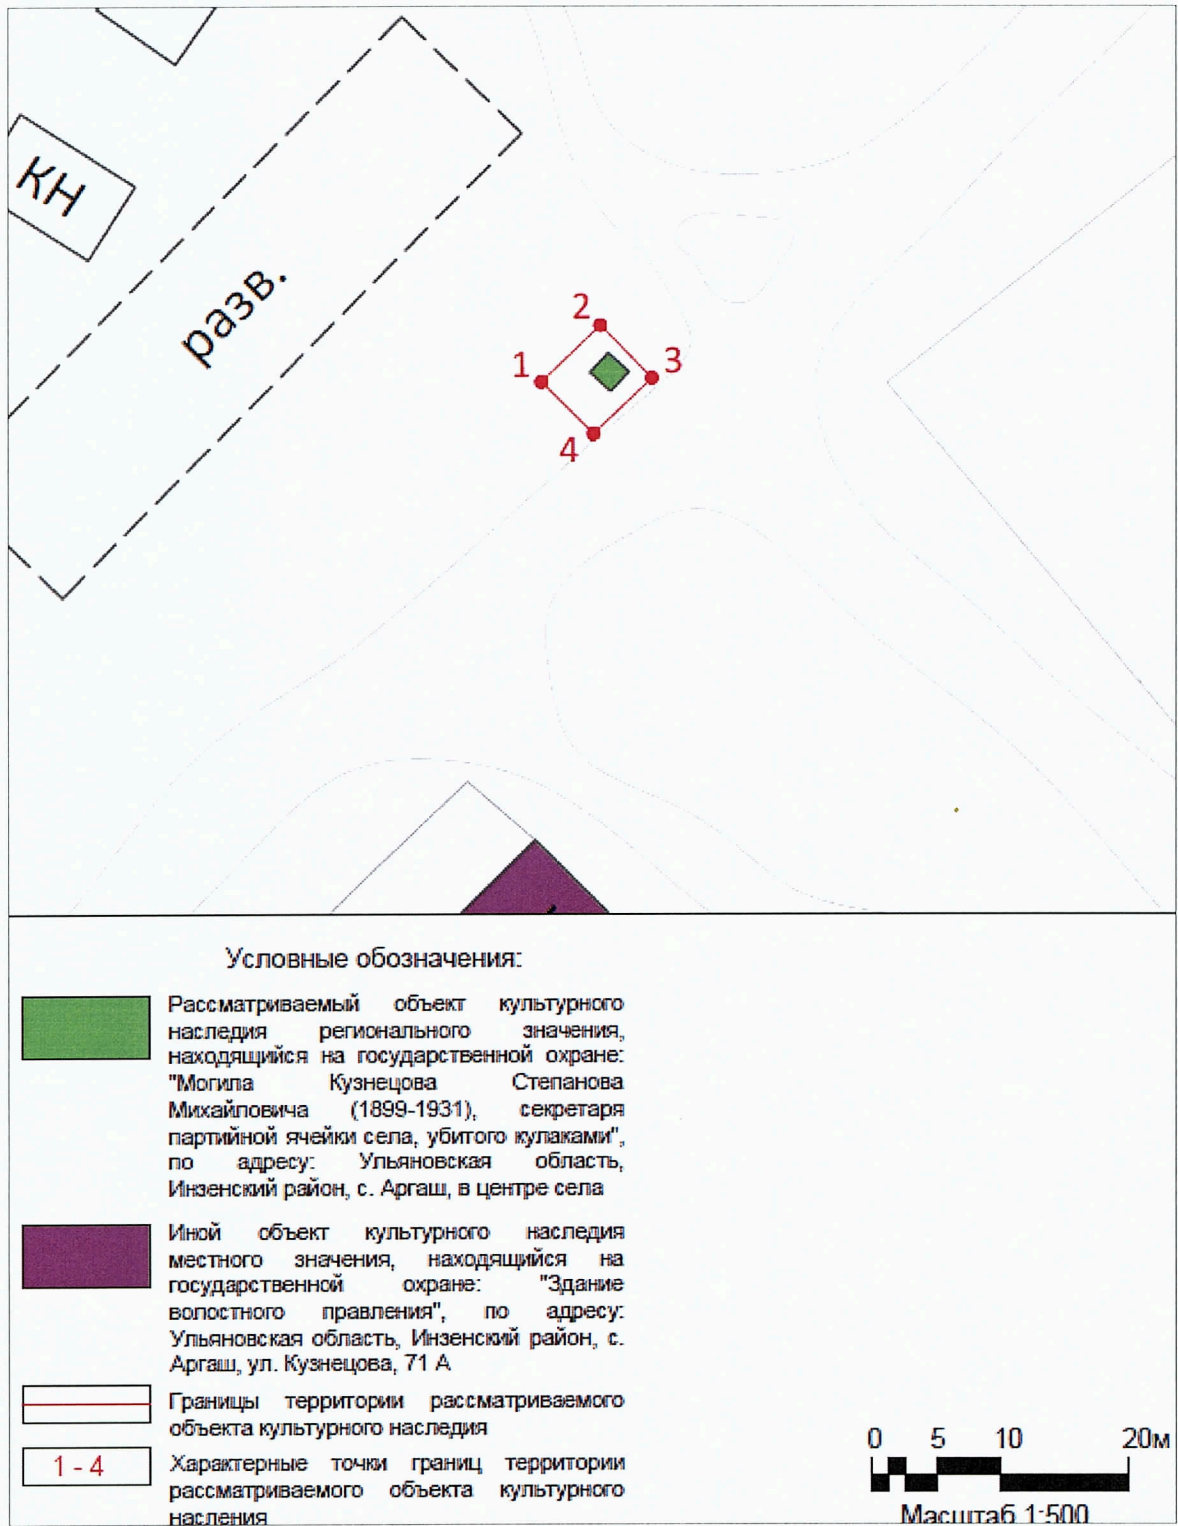 КН
разв.
2
1
3
4
Условные обозначения:
Рассматриваемый объект культурного
наследия регионального значения,
находящийся на государственной охране:
"Могила Кузнецова Степанова
Михайловича (1899-1931), секретаря
партийной ячейки села, убитого кулаками",
по адресу: Ульяновская область,
Инзенский район, с. Аргаш, в центре села
Иной объект культурного наследия
местного значения, находящийся на
государственной охране: "Здание
волостного правления", по адресу:
Ульяновская область, Инзенский район, с.
Аргаш, ул. Кузнецова, 71 А
Границы территории рассматриваемого
объекта культурного наследия
1 - 4
Характерные точки границ территории
рассматриваемого объекта культурного
насления
0 5 10 20м
Масштаб 1:500